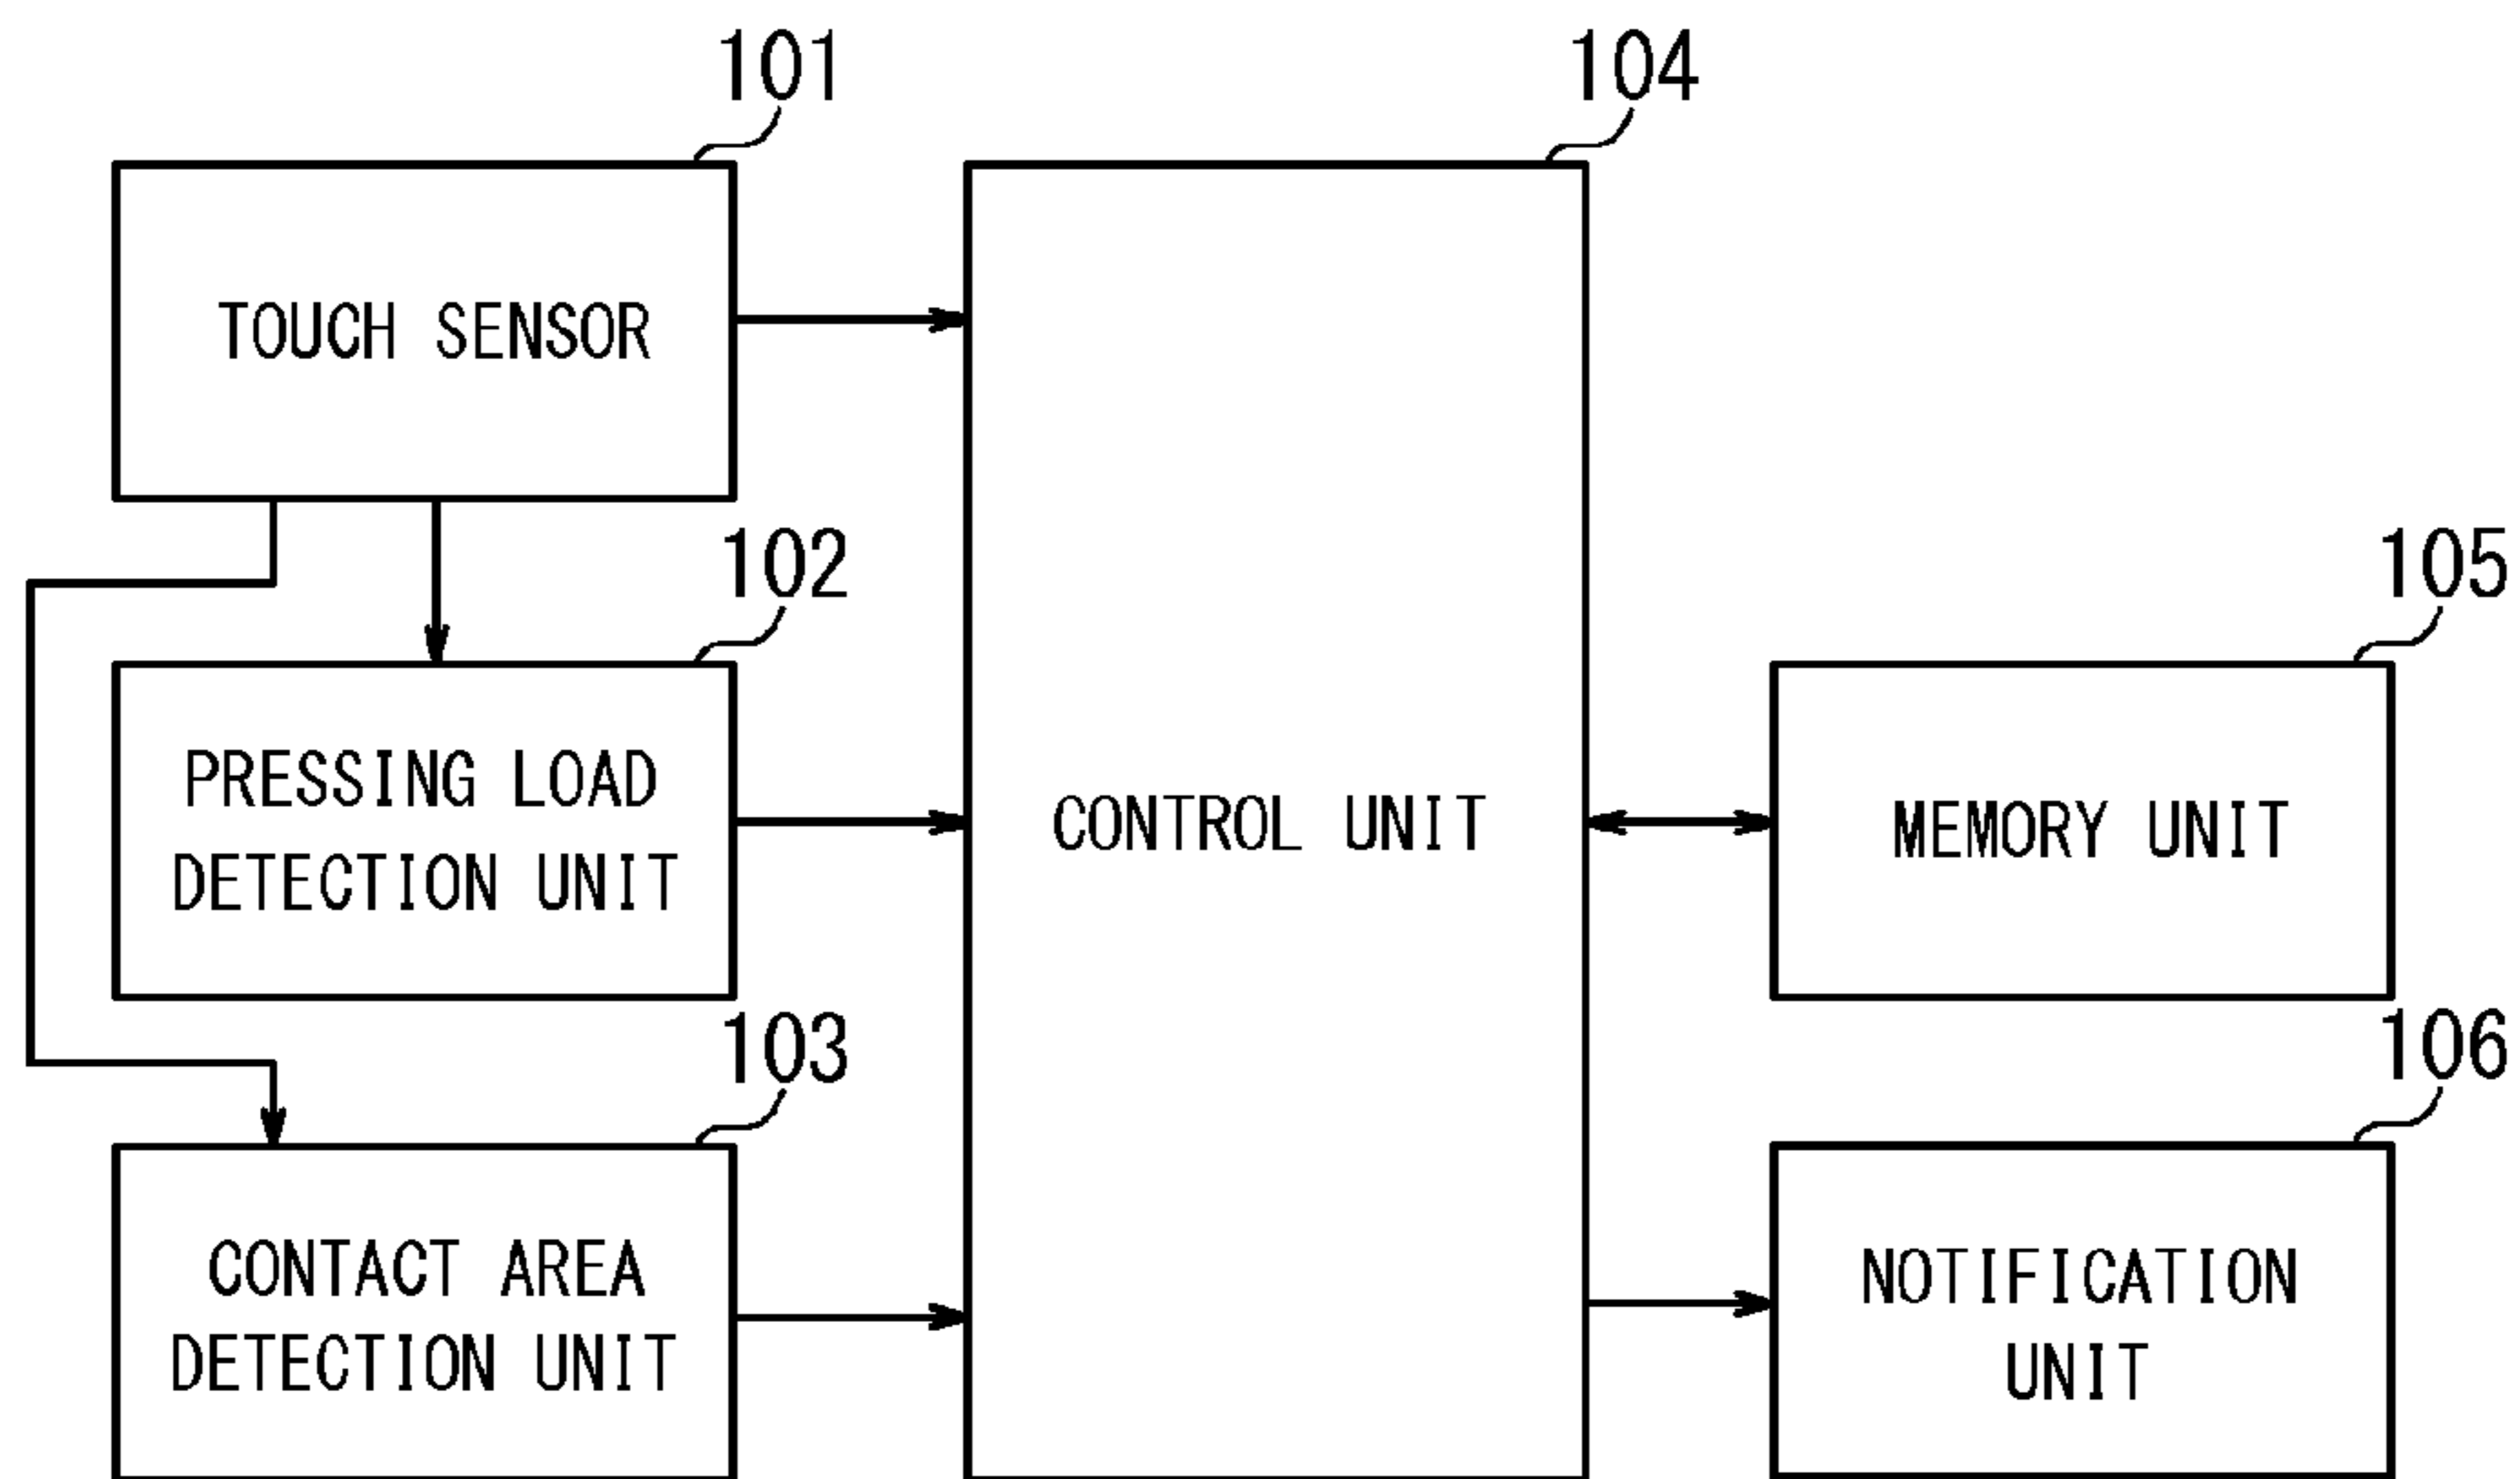 101
104
TOUCH SENSOR
102
105
PRESSING LOAD
DETECTION UNIT
CONTROL UNIT
MEMORY UNIT
103
106
CONTACT AREA
DETECTION UNIT
NOTIFICATION
UNIT